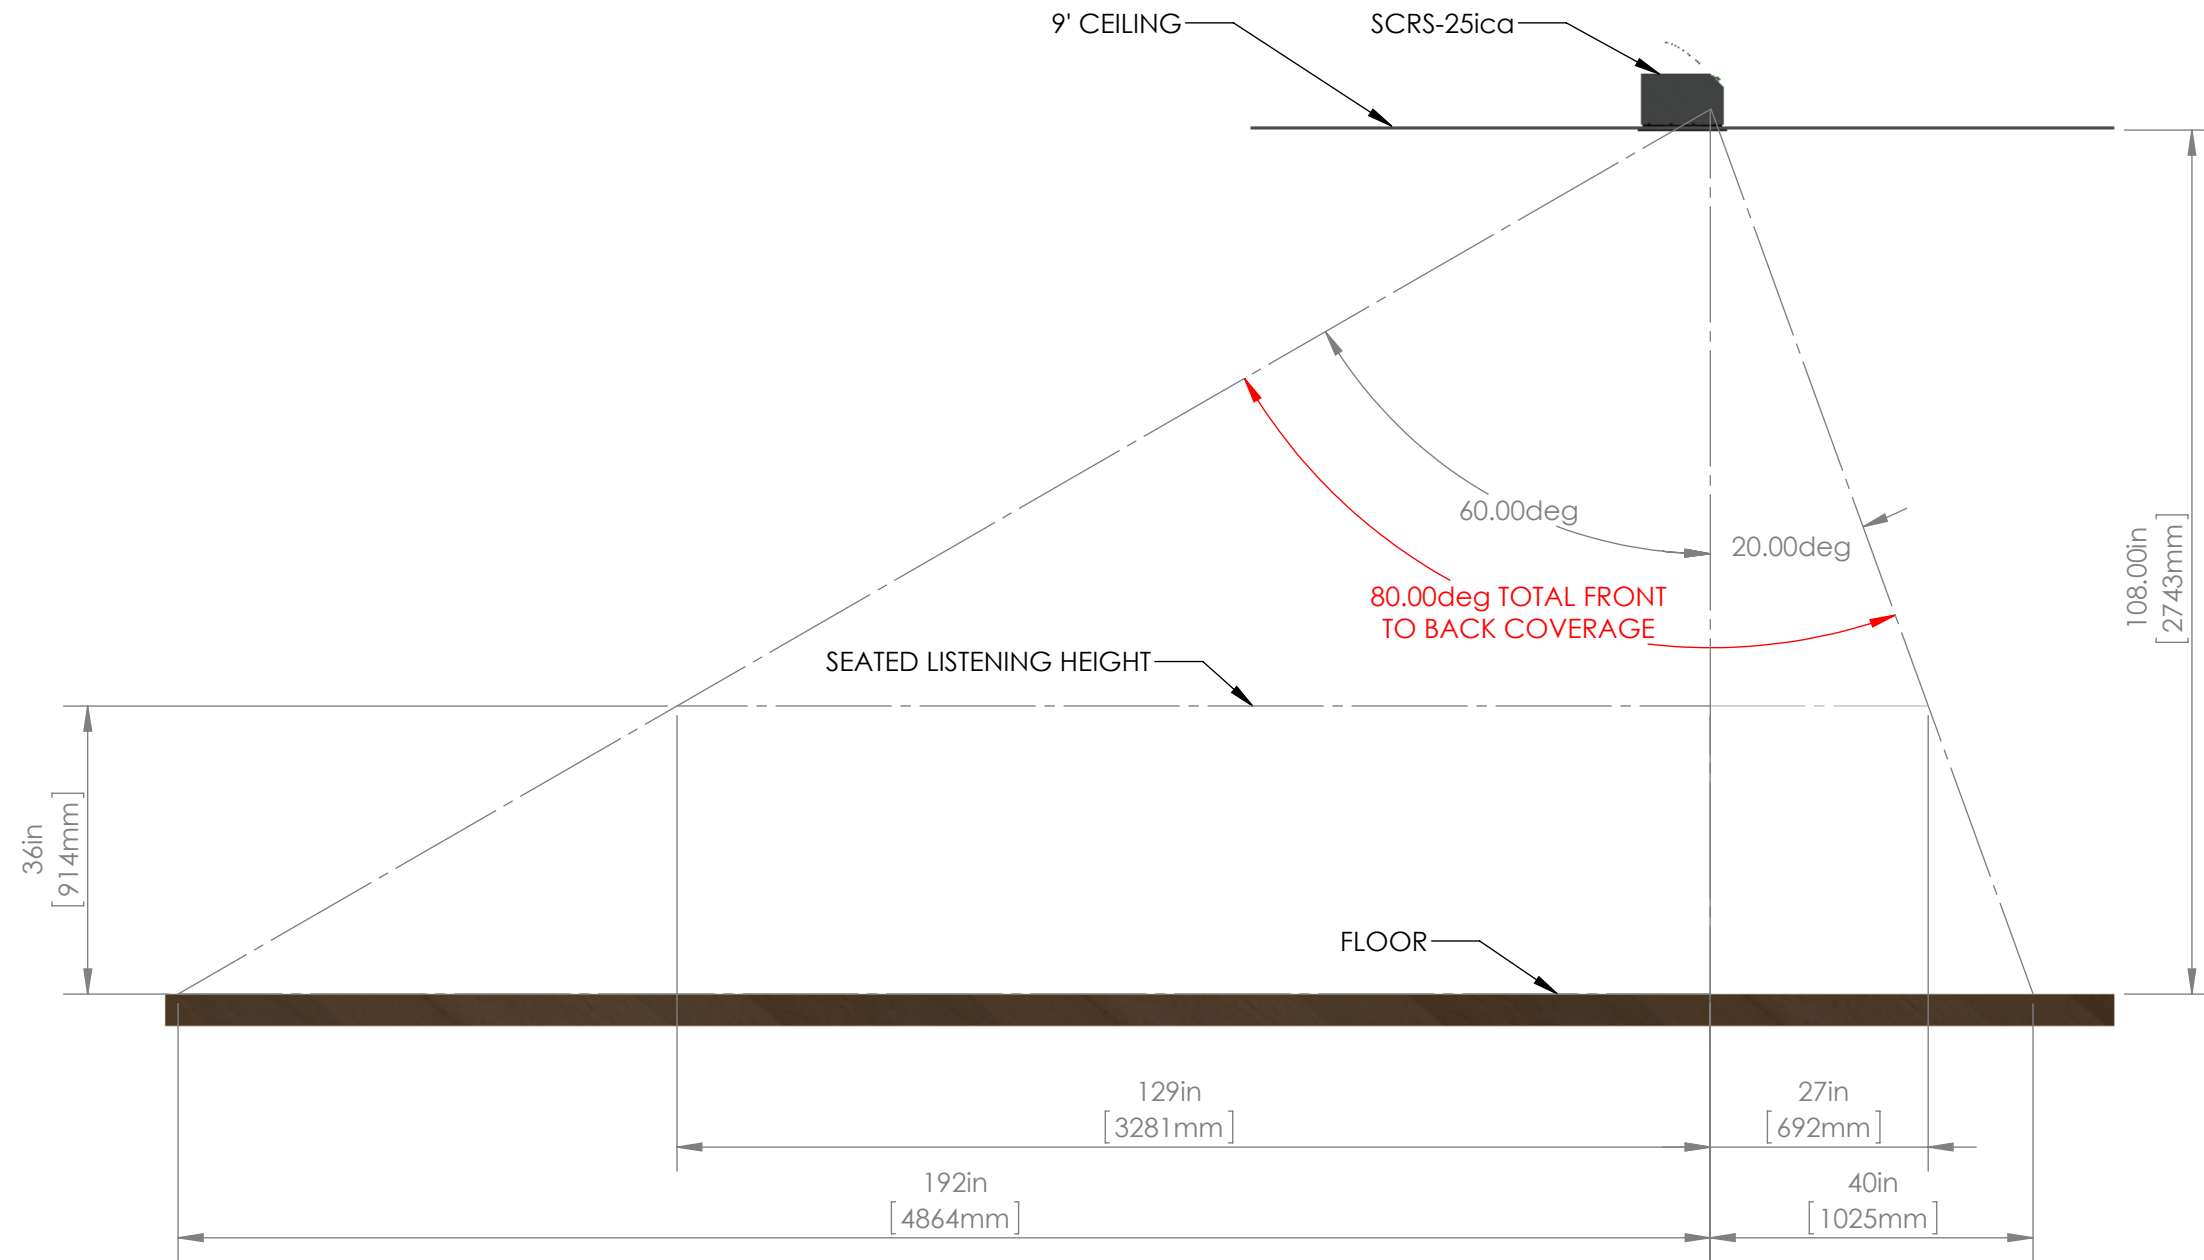 9' CEILING
SCRS-25ica
60.00deg
20.00deg
80.00deg TOTAL FRONT
TO BACK COVERAGE
108.00in
[2743mm]
SEATED LISTENING HEIGHT
36in
[914mm]
FLOOR
129in
[3281mm]
27in
[692mm]
192in
[4864mm]
40in
[1025mm]